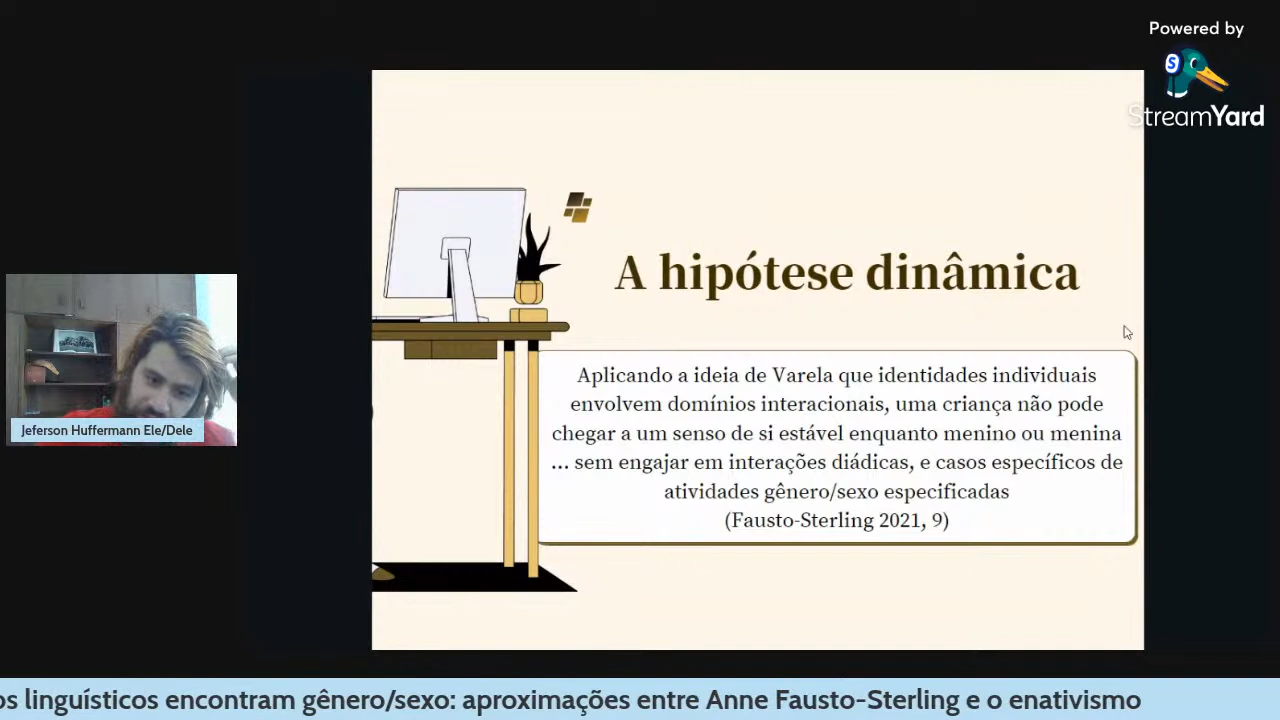 Powered by
StreamYard
A hipótese dinâmica
Aplicando a ideia de Varela que identidades individuais
envolvem domínios interacionais, uma criança não pode
chegar a um senso de si estável enquanto menino ou menina
... sem engajar em interações diádicas, e casos específicos de
atividades gênero/sexo especificadas
(Fausto-Sterling 2021, 9)
Jeferson Huffermann Ele/Dele
os linguísticos encontram gênero/sexo: aproximações entre Anne Fausto-Sterling e o enativismo